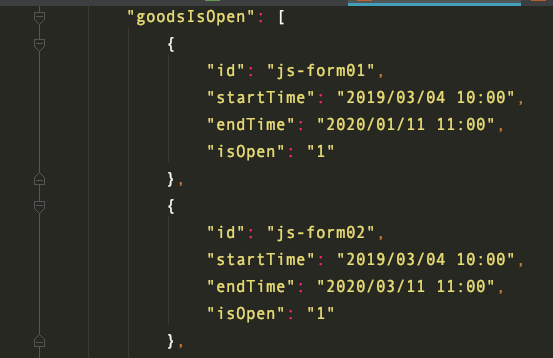 "goodsIsOpen": [
{
"id": "js-form01",
"startTime": "2019/03/04 10:00",
"endTime": "2020/01/11 11:00",
"isOpen": "1"
},
{
"id": "js-form02",
"startTime": "2019/03/04 10:00",
"endTime": "2020/03/11 11:00",
"isOpen": "1"
},